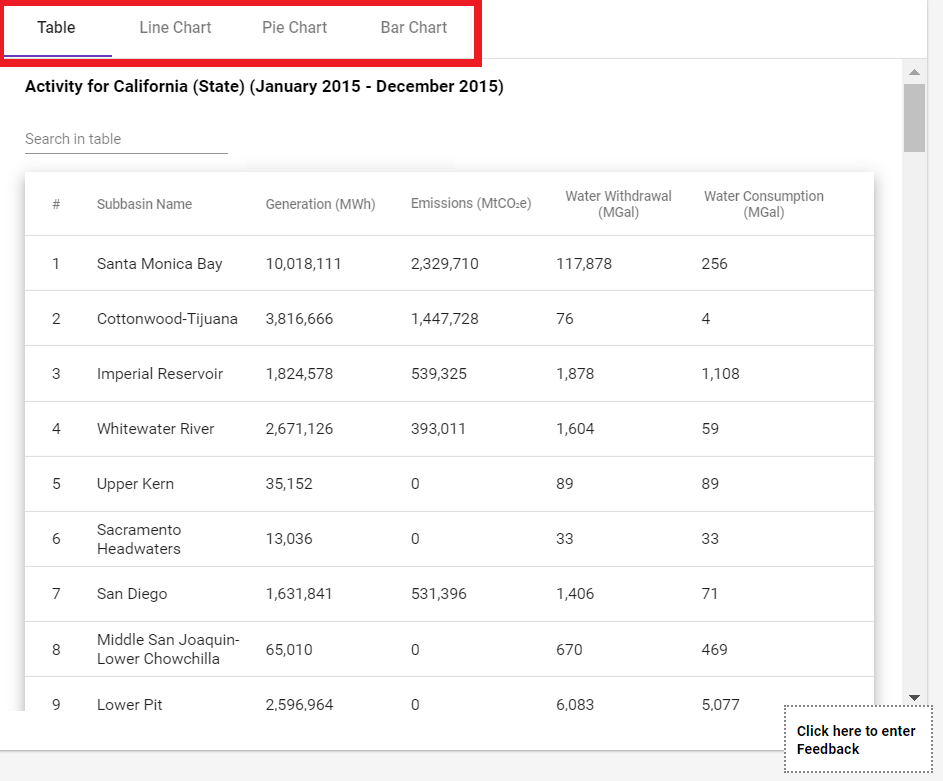 Table Line Chart Pie Chart Bar Chart
Activity for California (State) (January 2015 - December 2015)
Search in table
# Subbasin Name Generation (MWh) Emissions (MtCO₂e) Water Withdrawal (MGal) Water Consumption (MGal)
1 Santa Monica Bay 10,018,111 2,329,710 117,878 256
2 Cottonwood-Tijuana 3,816,666 1,447,728 76 4
3 Imperial Reservoir 1,824,578 539,325 1,878 1,108
4 Whitewater River 2,671,126 393,011 1,604 59
5 Upper Kern 35,152 0 89 89
6 Sacramento Headwaters 13,036 0 33 33
7 San Diego 1,631,841 531,396 1,406 71
8 Middle San Joaquin-Lower Chowchilla 65,010 0 670 469
9 Lower Pit 2,596,964 0 6,083 5,077
Click here to enter
Feedback